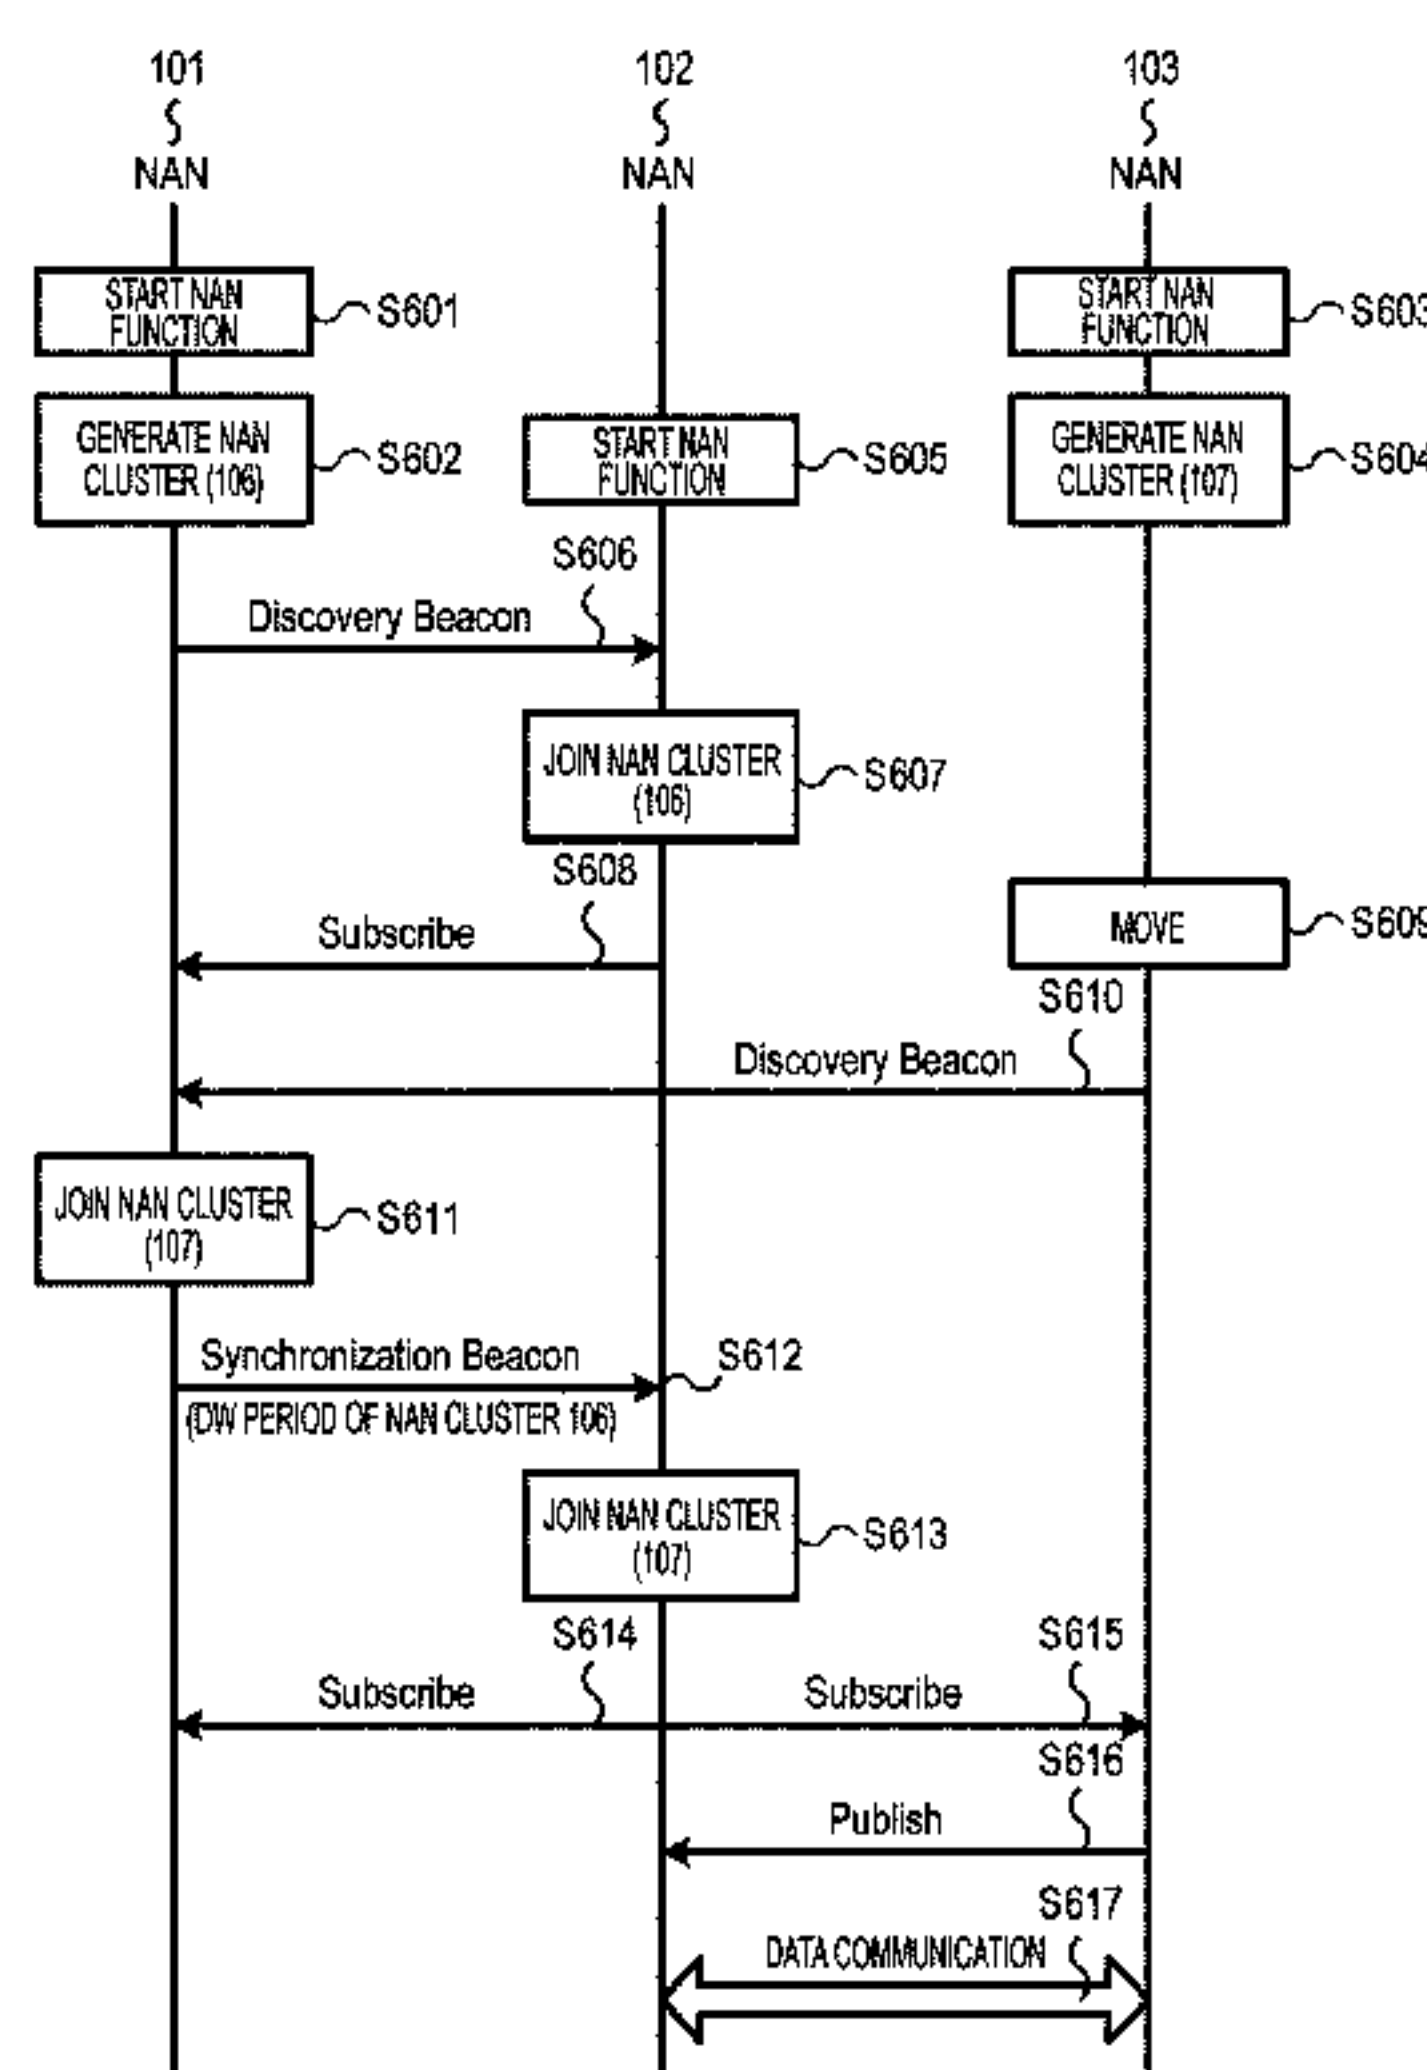 101
102
103
NAN
NAN
NAN
START NAN
FUNCTION
S601
START NAN
FUNCTION
S603
GENERATE NAN
CLUSTER (106)
S602
START NAN
FUNCTION
S605
GENERATE NAN
CLUSTER (107)
S604
S606
Discovery Beacon
JOIN NAN CLUSTER
(106)
S607
S608
Subscribe
MOVE
S609
S610
Discovery Beacon
JOIN NAN CLUSTER
(107)
S611
Synchronization Beacon
S612
(DW PERIOD OF NAN CLUSTER 106)
JOIN NAN CLUSTER
(107)
S613
S614
S615
Subscribe
Subscribe
S616
Publish
S617
DATA COMMUNICATION